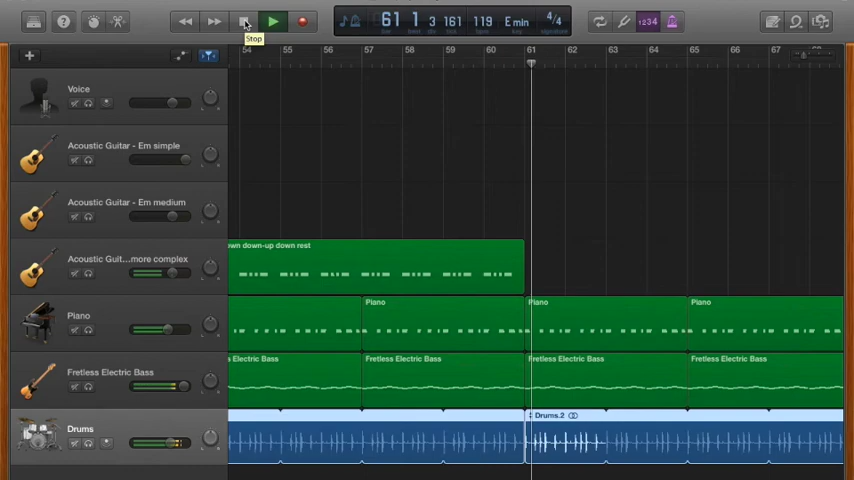 61 1 3 161 119 E min 4/4
1234
Stop
54 55 56 57 58 59 60 61 62 63 64 65 66 67
Voice
Acoustic Guitar - Em simple
Acoustic Guitar - Em medium
own down-up down rest
Acoustic Guit...more complex
Piano
Piano
Piano
Piano
Fretless Electric Bass
s Electric Bass
Fretless Electric Bass
Fretless Electric Bass
Fretless Electric Bass
Drums.2
Drums